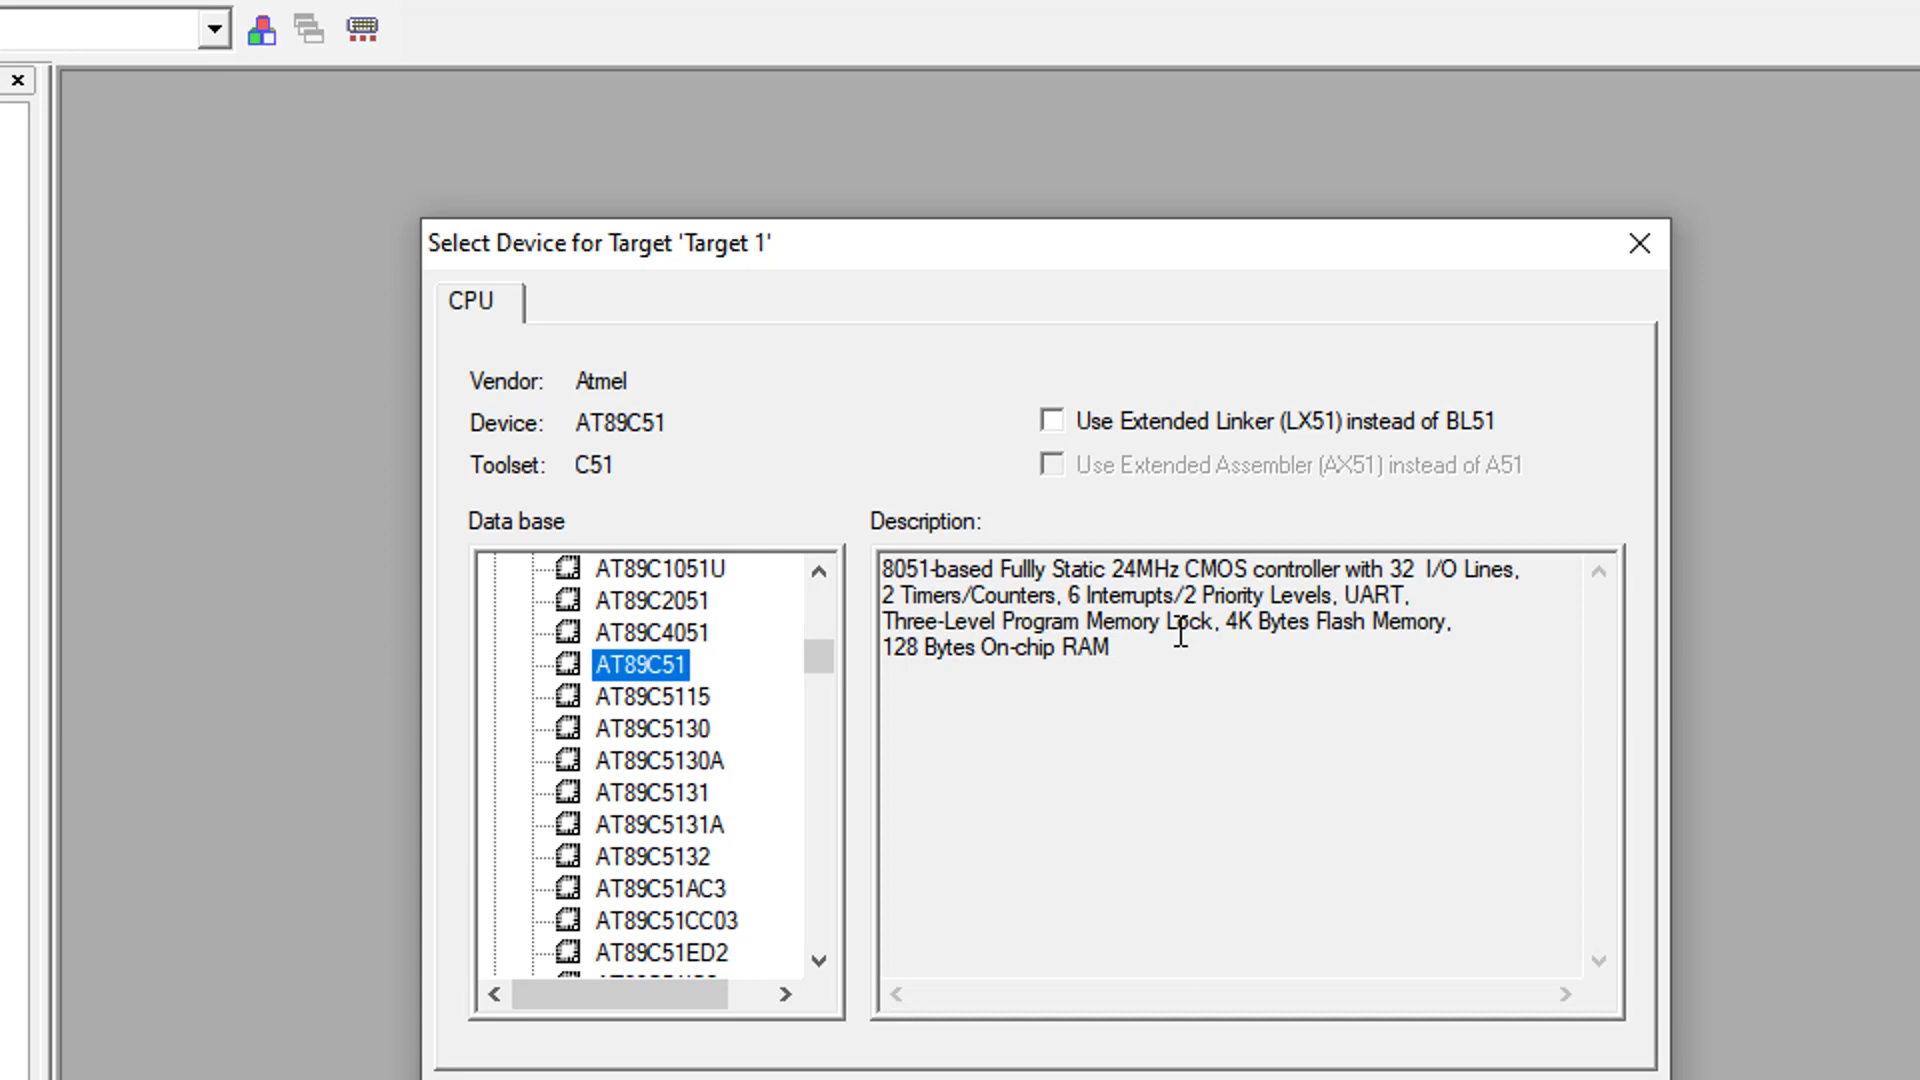 Select Device for Target 'Target 1'
CPU
Vendor: Atmel
Device: AT89C51
Toolset: C51
Use Extended Linker (LX51) instead of BL51
Use Extended Assembler (AX51) instead of A51
Data base
AT89C1051U
AT89C2051
AT89C4051
AT89C51
AT89C5115
AT89C5130
AT89C5130A
AT89C5131
AT89C5131A
AT89C5132
AT89C51AC3
AT89C51CC03
AT89C51ED2
Description:
8051-based Fullly Static 24MHz CMOS controller with 32 I/O Lines,
2 Timers/Counters, 6 Interrupts/2 Priority Levels, UART,
Three-Level Program Memory Lock, 4K Bytes Flash Memory,
128 Bytes On-chip RAM